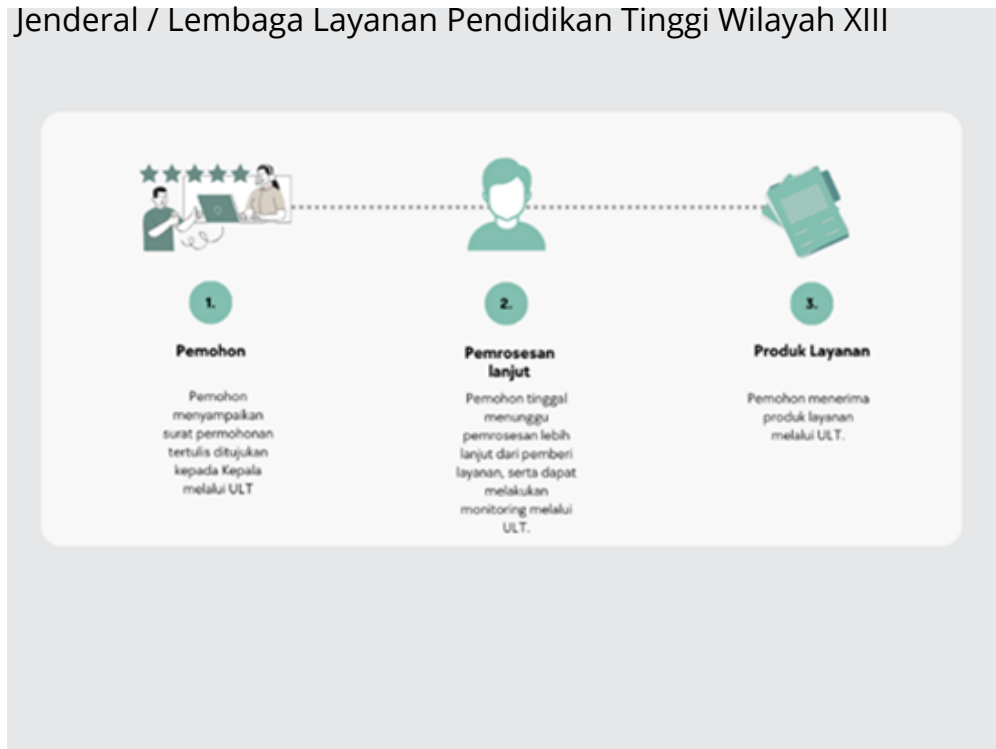 Jenderal / Lembaga Layanan Pendidikan Tinggi Wilayah XIII
1.
Pemohon
Pemohon
menyampaikan
surat permohonan
tertulis ditujukan
kepada Kepala
melalui ULT
2.
Pemrosesan
lanjut
Pemohon tinggal
menunggu
pemrosesan lebih
lanjut dari pemberi
layanan, serta dapat
melakukan
monitoring melalui
ULT.
3.
Produk Layanan
Pemohon menerima
produk layanan
melalui ULT.